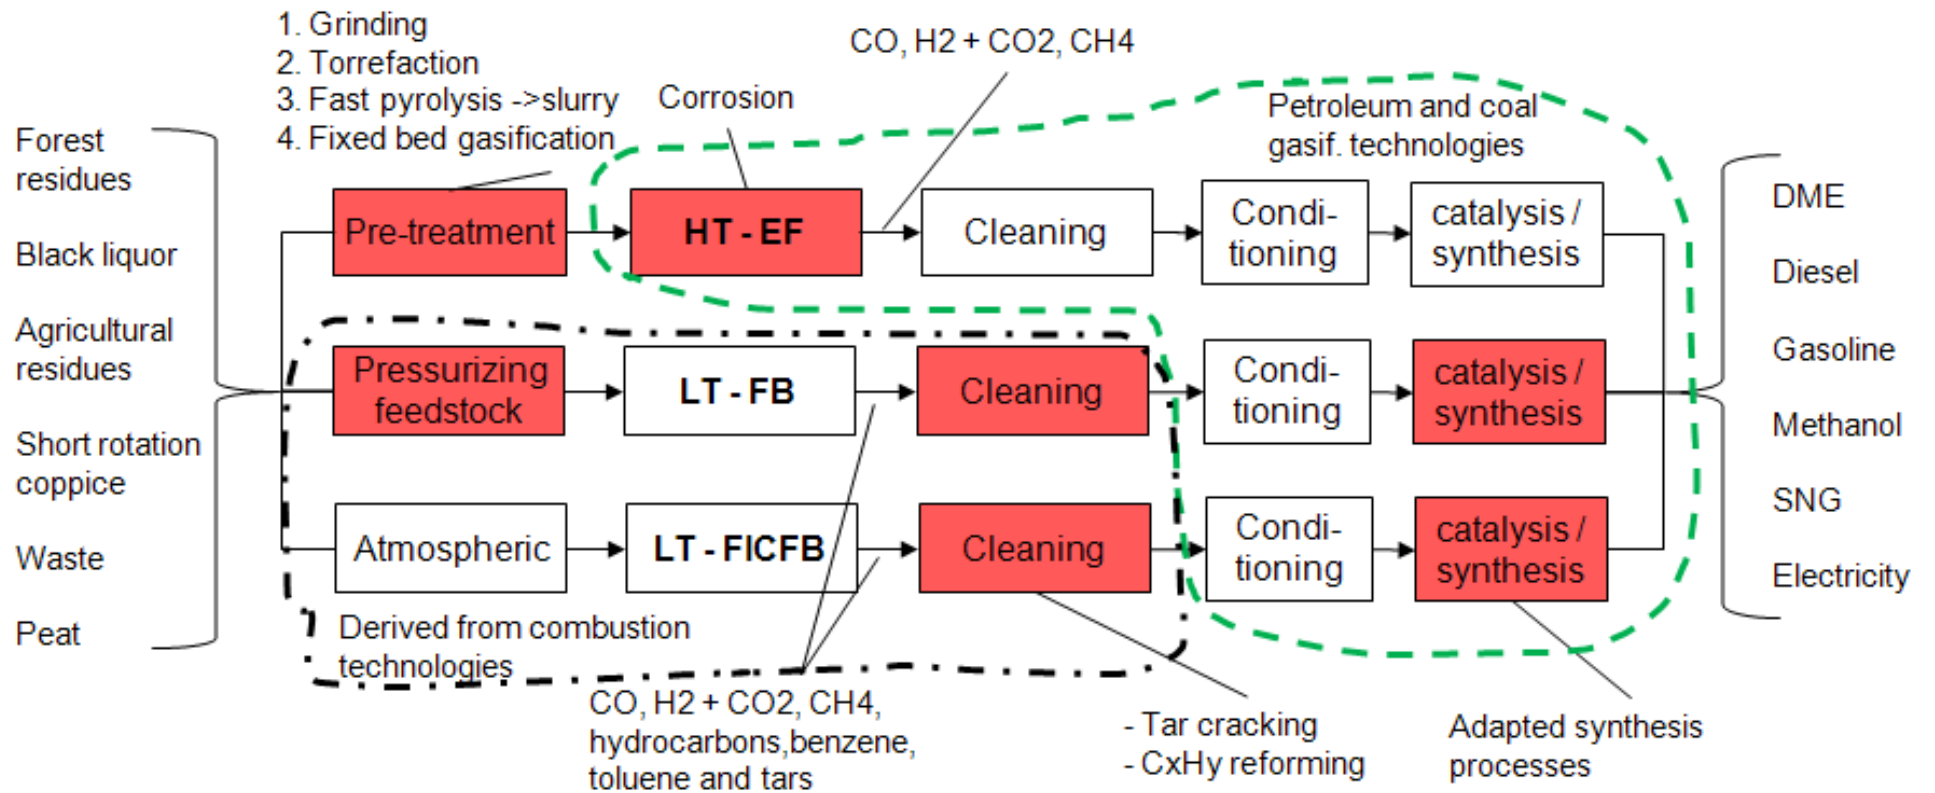 1. Grinding
2. Torrefaction
3. Fast pyrolysis ->slurry
4. Fixed bed gasification
Corrosion
CO, H2 + CO2, CH4
Petroleum and coal
gasif. technologies
Forest
residues
Black liquor
Agricultural
residues
Short rotation
coppice
Waste
Peat
Pre-treatment
HT - EF
Cleaning
Condi-
tioning
catalysis /
synthesis
Pressurizing
feedstock
LT - FB
Cleaning
Condi-
tioning
catalysis /
synthesis
Atmospheric
LT - FICFB
Cleaning
Condi-
tioning
catalysis /
synthesis
DME
Diesel
Gasoline
Methanol
SNG
Electricity
Derived from combustion
technologies
CO, H2 + CO2, CH4,
hydrocarbons,benzene,
toluene and tars
- Tar cracking
- CxHy reforming
Adapted synthesis
processes